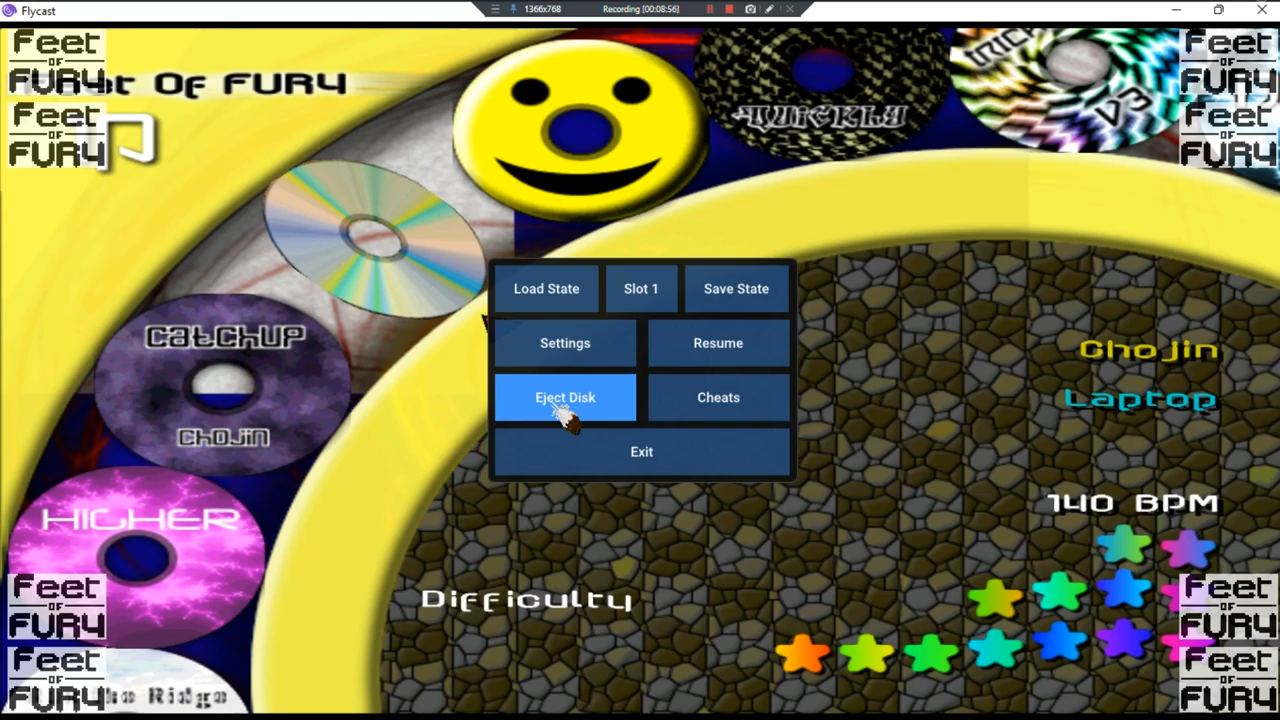 Flycast
1366x768
Recording [00:08:56]
Feet
OF
FURY
Feet Of FURY
Feet
OF
FURY
QUICKLY
TRICK
V3
Feet
OF
FURY
Feet
OF
FURY
Load State
Slot 1
Save State
Settings
Resume
Eject Disk
Cheats
Exit
CatchUp
Chojin
Chojin
Laptop
HIGHER
140 BPM
Difficulty
Feet
OF
FURY
Feet
OF
FURY
Feet
OF
FURY
Feet
OF
FURY